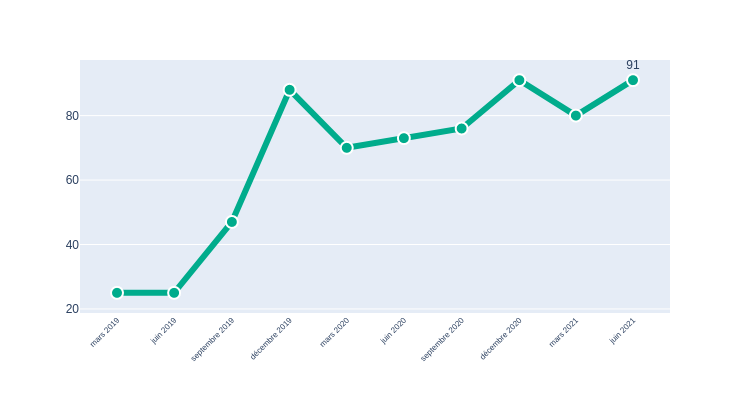 91
80
60
40
20
mars 2019
juin 2019
septembre 2019
décembre 2019
mars 2020
juin 2020
septembre 2020
décembre 2020
mars 2021
juin 2021